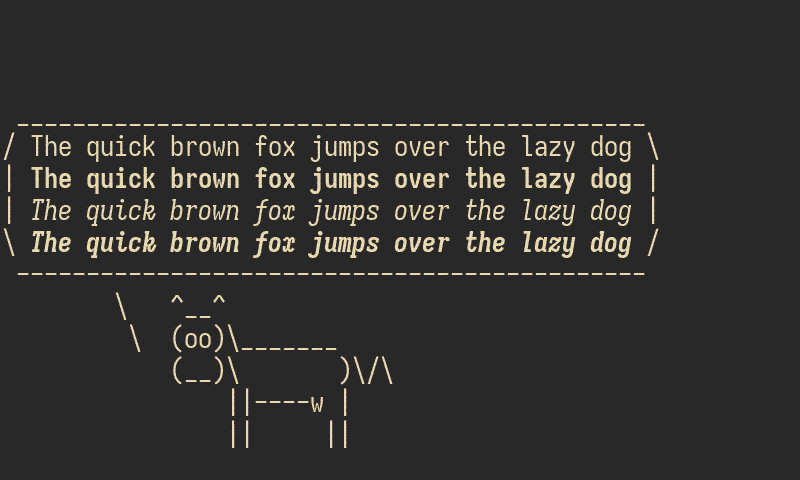 _____________________________________________
/ The quick brown fox jumps over the lazy dog \
| The quick brown fox jumps over the lazy dog |
| The quick brown fox jumps over the lazy dog |
\ The quick brown fox jumps over the lazy dog /
 ---------------------------------------------
        \   ^__^
         \  (oo)\_______
            (__)\       )\/\
                ||----w |
                ||     ||